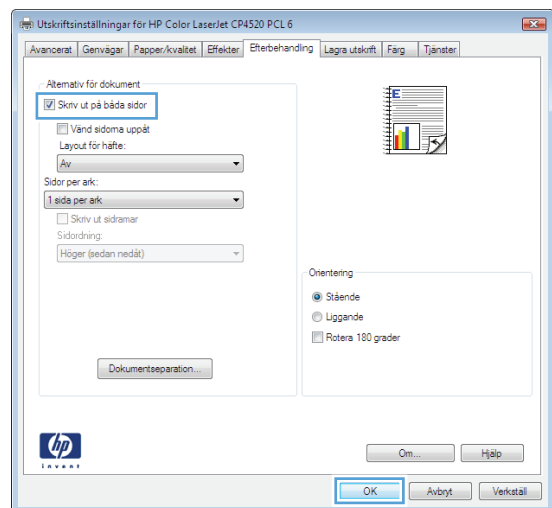 Utskriftsinställningar för HP Color LaserJet CP4520 PCL 6
Avancerat Genvägar Papper/kvalitet Effekter Efterbehandling Lagra utskrift Färg Tjänster
Alternativ för dokument
Skriv ut på båda sidor
Vänd sidorna uppåt
Layout för häfte:
Av
Sidor per ark:
1 sida per ark
Skriv ut sidramar
Sidordning:
Höger (sedan nedåt)
E
Orientering
Stående
Liggande
Rotera 180 grader
Dokumentseparation...
hp
invent
Om... Hjälp
OK Avbryt Verkställ